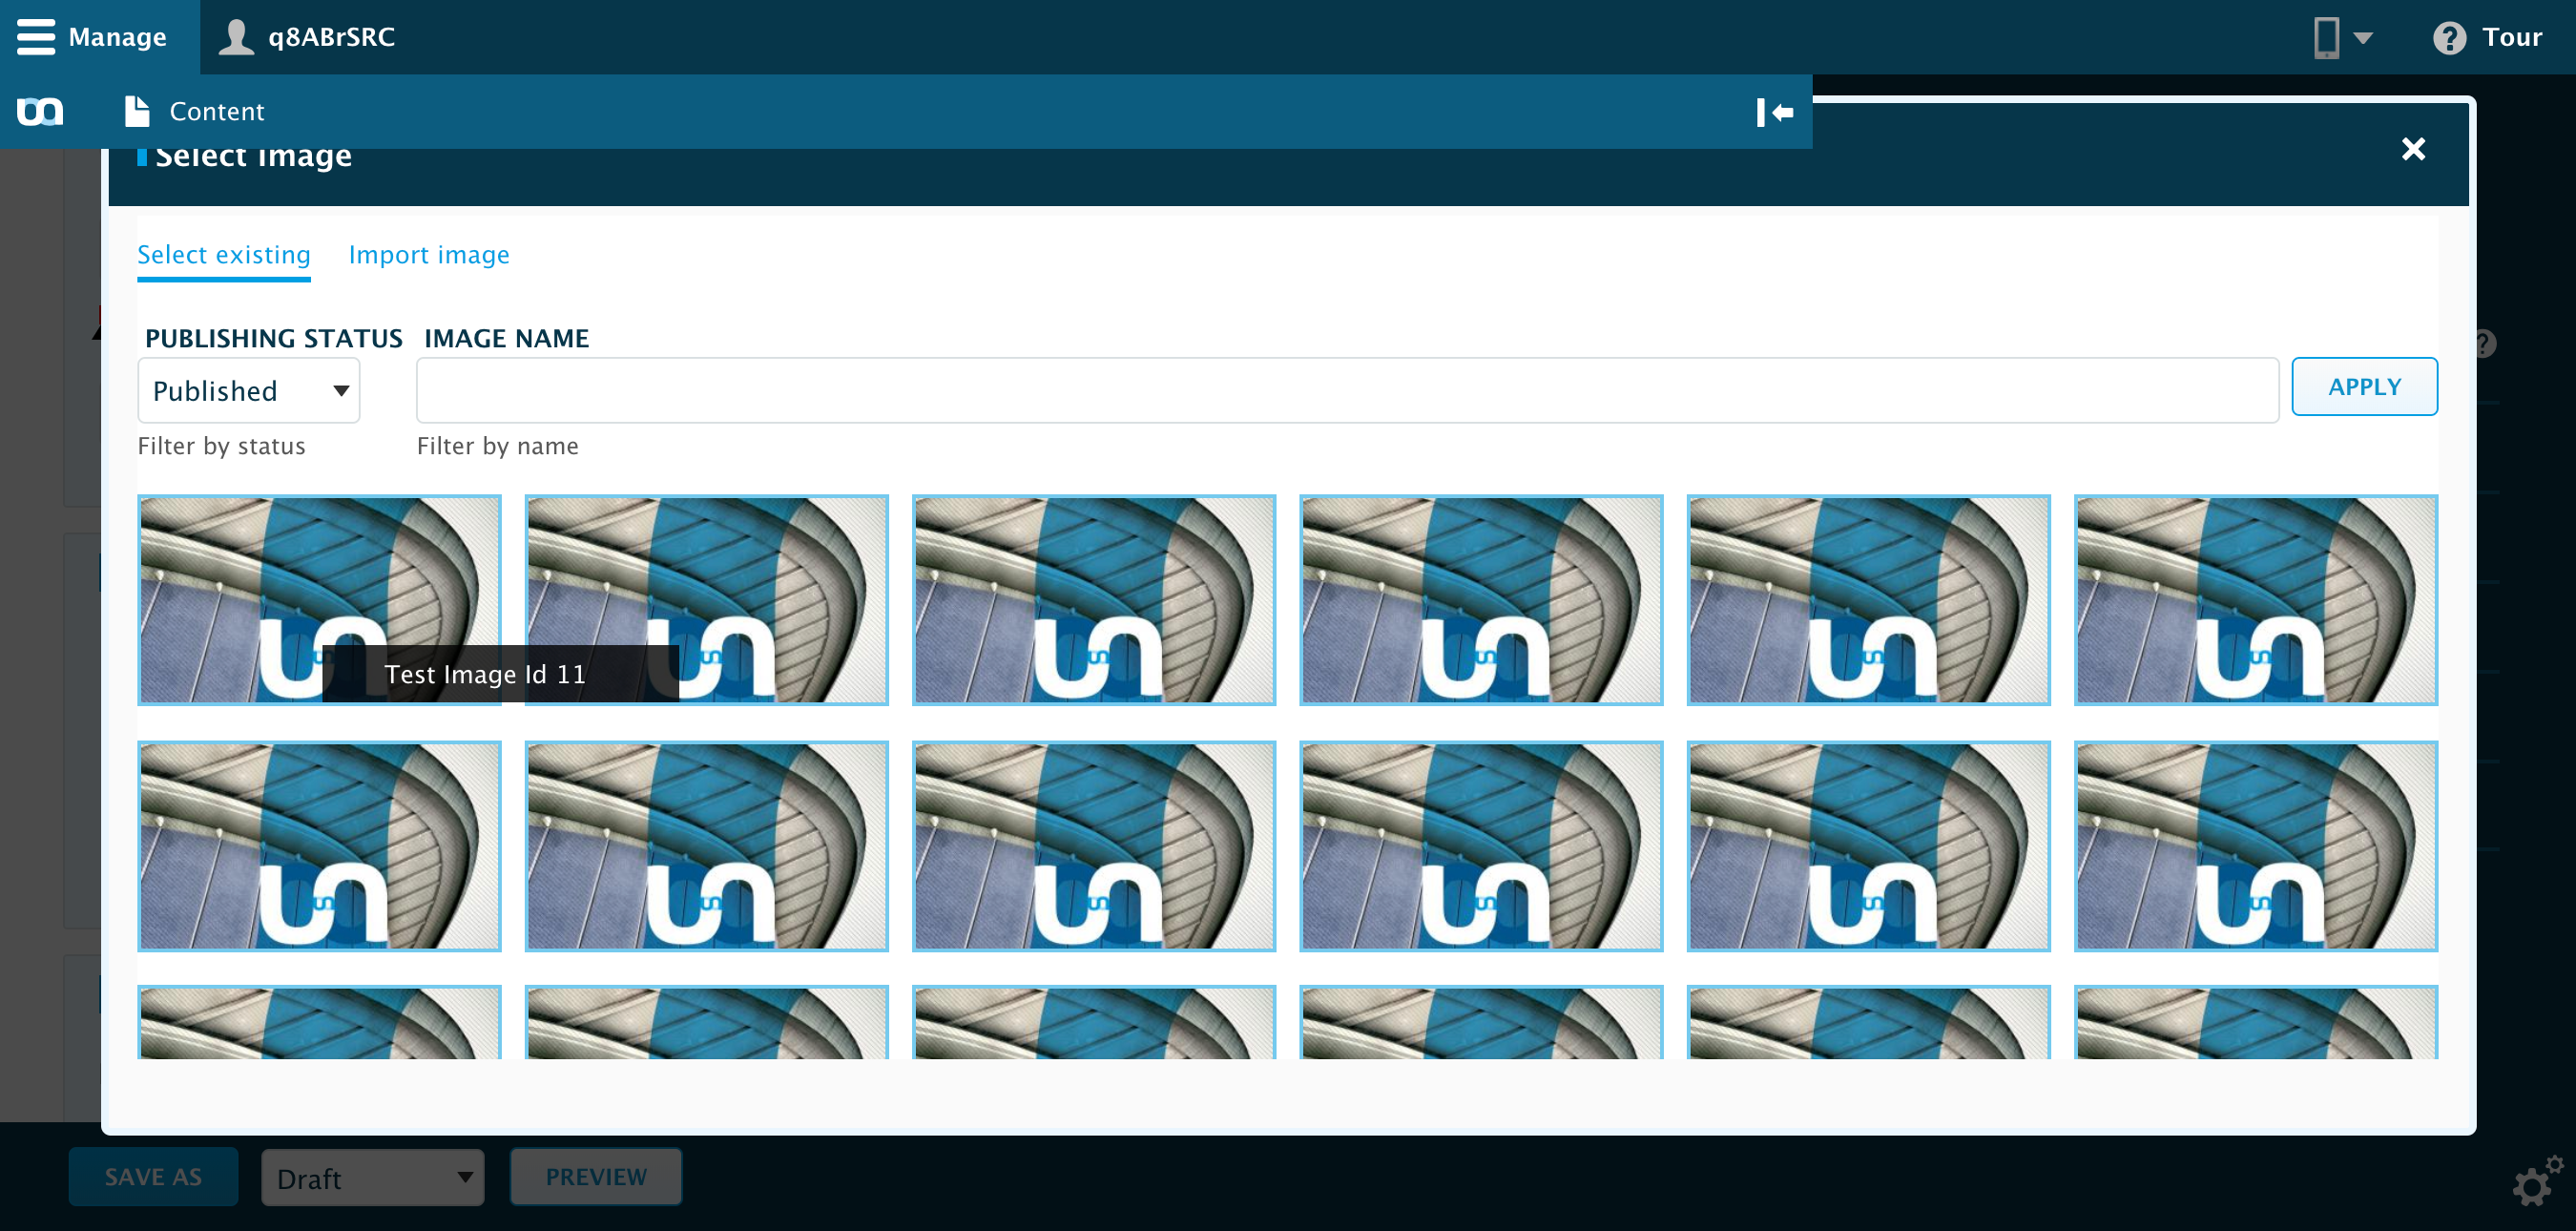 Manage
q8ABrSRC
Tour
Content
Select image
Select existing
Import image
PUBLISHING STATUS
IMAGE NAME
Published
APPLY
Filter by status
Filter by name
Test Image Id 11
SAVE AS
Draft
PREVIEW